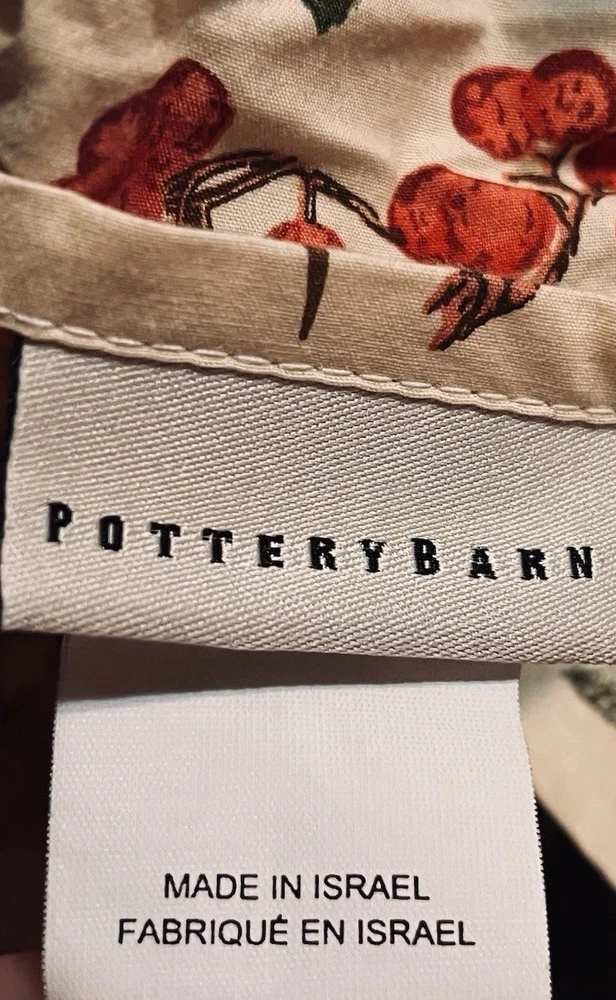 POTTERYBARN
MADE IN ISRAEL
FABRIQUÉ EN ISRAEL